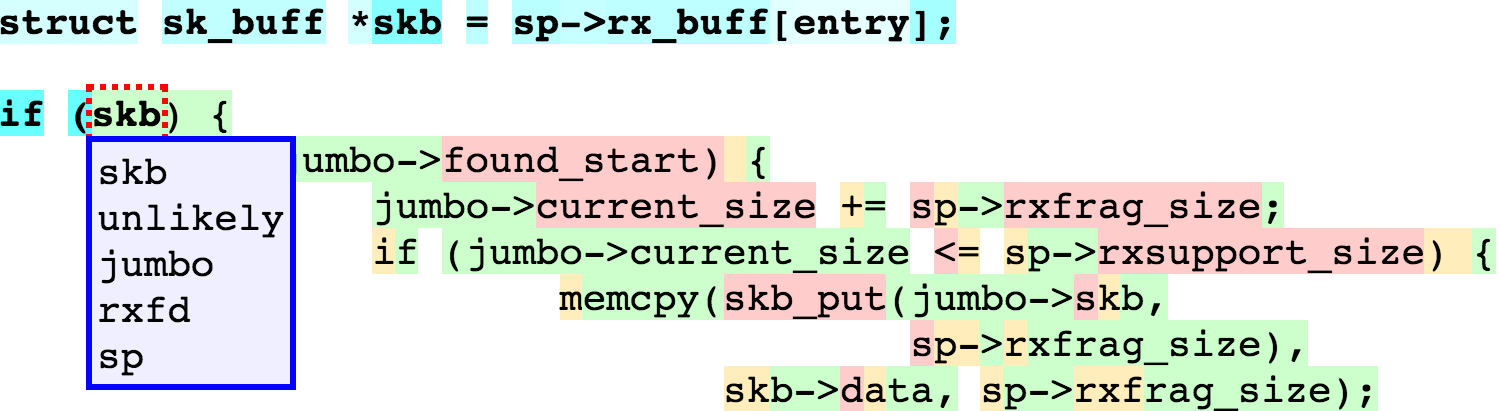 struct sk_buff *skb = sp->rx_buff[entry];
if (skb) {
umbo->found_start) {
jumbo->current_size += sp->rxfrag_size;
if (jumbo->current_size <= sp->rxsupport_size) {
memcpy(skb_put(jumbo->skb,
sp->rxfrag_size),
skb->data, sp->rxfrag_size);
skb
unlikely
jumbo
rxfd
sp